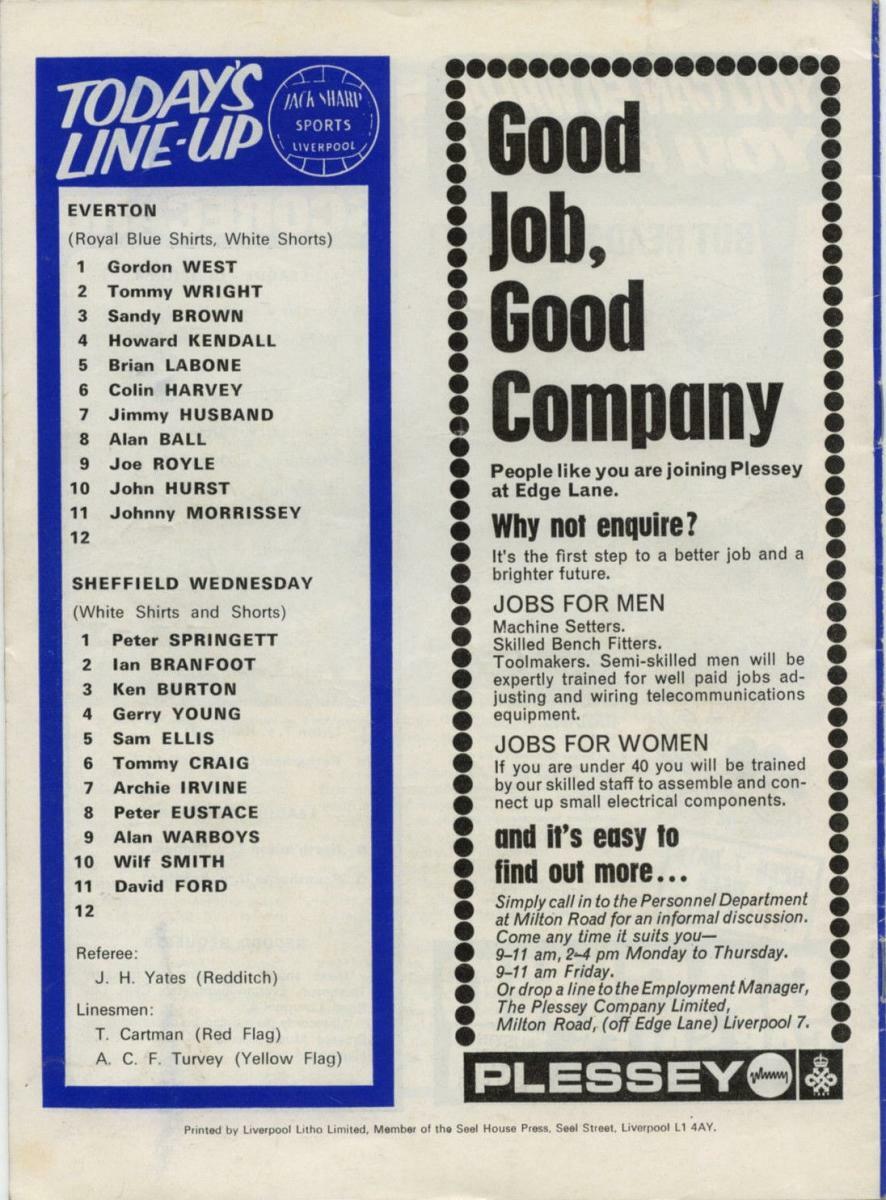 TODAY'S
LINE-UP
JACK SHARP
SPORTS
LIVERPOOL
EVERTON
(Royal Blue Shirts, White Shorts)
1 Gordon WEST
2 Tommy WRIGHT
3 Sandy BROWN
4 Howard KENDALL
5 Brian LABONE
6 Colin HARVEY
7 Jimmy HUSBAND
8 Alan BALL
9 Joe ROYLE
10 John HURST
11 Johnny MORRISSEY
12
SHEFFIELD WEDNESDAY
(White Shirts and Shorts)
1 Peter SPRINGETT
2 Ian BRANFOOT
3 Ken BURTON
4 Gerry YOUNG
5 Sam ELLIS
6 Tommy CRAIG
7 Archie IRVINE
8 Peter EUSTACE
9 Alan WARBOYS
10 Wilf SMITH
11 David FORD
12
Referee:
J. H. Yates (Redditch)
Linesmen:
T. Cartman (Red Flag)
A. C. F. Turvey (Yellow Flag)
Good
Job,
Good
Company
People like you are joining Plessey
at Edge Lane.
Why not enquire?
It's the first step to a better job and a
brighter future.
JOBS FOR MEN
Machine Setters.
Skilled Bench Fitters.
Toolmakers. Semi-skilled men will be
expertly trained for well paid jobs ad-
justing and wiring telecommunications
equipment.
JOBS FOR WOMEN
If you are under 40 you will be trained
by our skilled staff to assemble and con-
nect up small electrical components.
and it's easy to
find out more...
Simply call in to the Personnel Department
at Milton Road for an informal discussion.
Come any time it suits you—
9-11 am, 2-4 pm Monday to Thursday.
9-11 am Friday.
Or drop a line to the Employment Manager,
The Plessey Company Limited,
Milton Road, (off Edge Lane) Liverpool 7.
PLESSEY
Printed by Liverpool Litho Limited, Member of the Seel House Press, Seel Street, Liverpool L1 4AY.